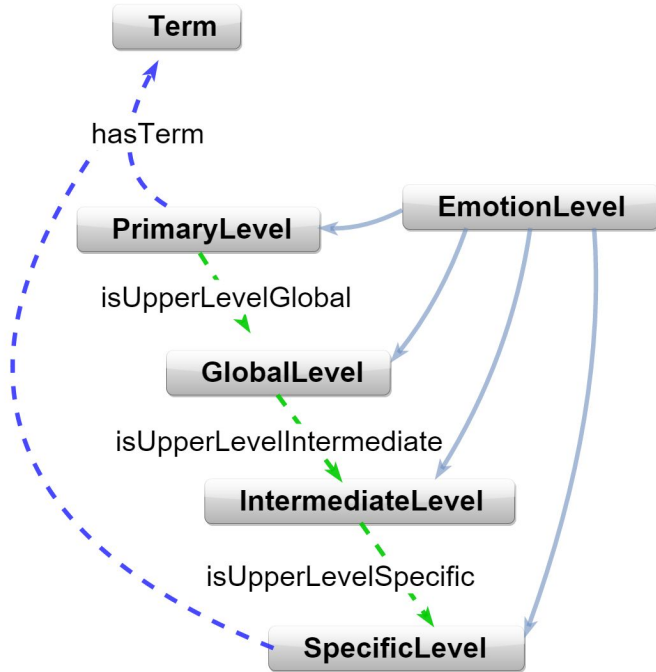 Term
hasTerm
EmotionLevel
PrimaryLevel
isUpperLevelGlobal
GlobalLevel
isUpperLevelIntermediate
IntermediateLevel
isUpperLevelSpecific
SpecificLevel